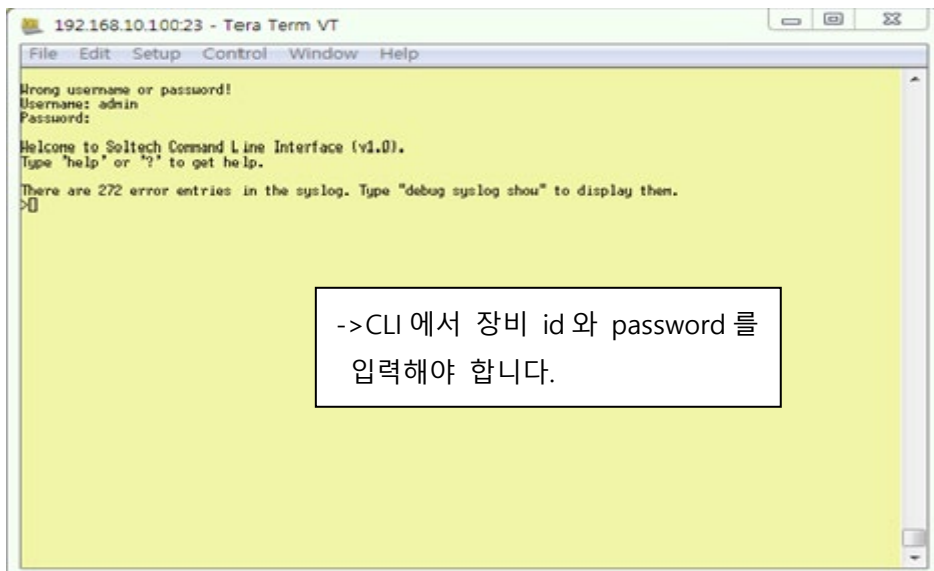 192.168.10.100:23 - Tera Term VT
File Edit Setup Control Window Help
Wrong username or password!
Username: admin
Password:
Welcome to Soltech Command Line Interface (v1.0).
Type 'help' or '?' to get help.
There are 272 error entries in the syslog. Type "debug syslog show" to display them.
>
->CLI 에서 장비 id 와 password 를
입력해야 합니다.